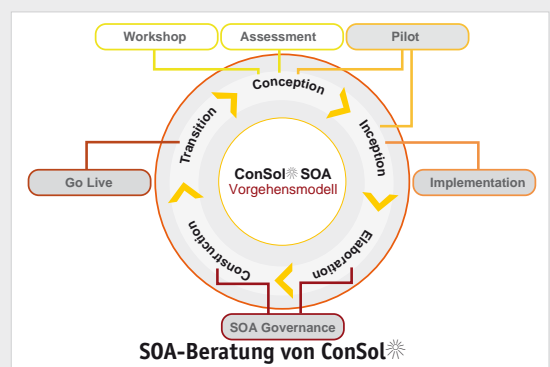 Workshop
Assessment
Pilot
Conception
Inception
Transition
ConSol SOA
Vorgehensmodell
Go Live
Implementation
Construction
Elaboration
SOA Governance
SOA-Beratung von ConSol